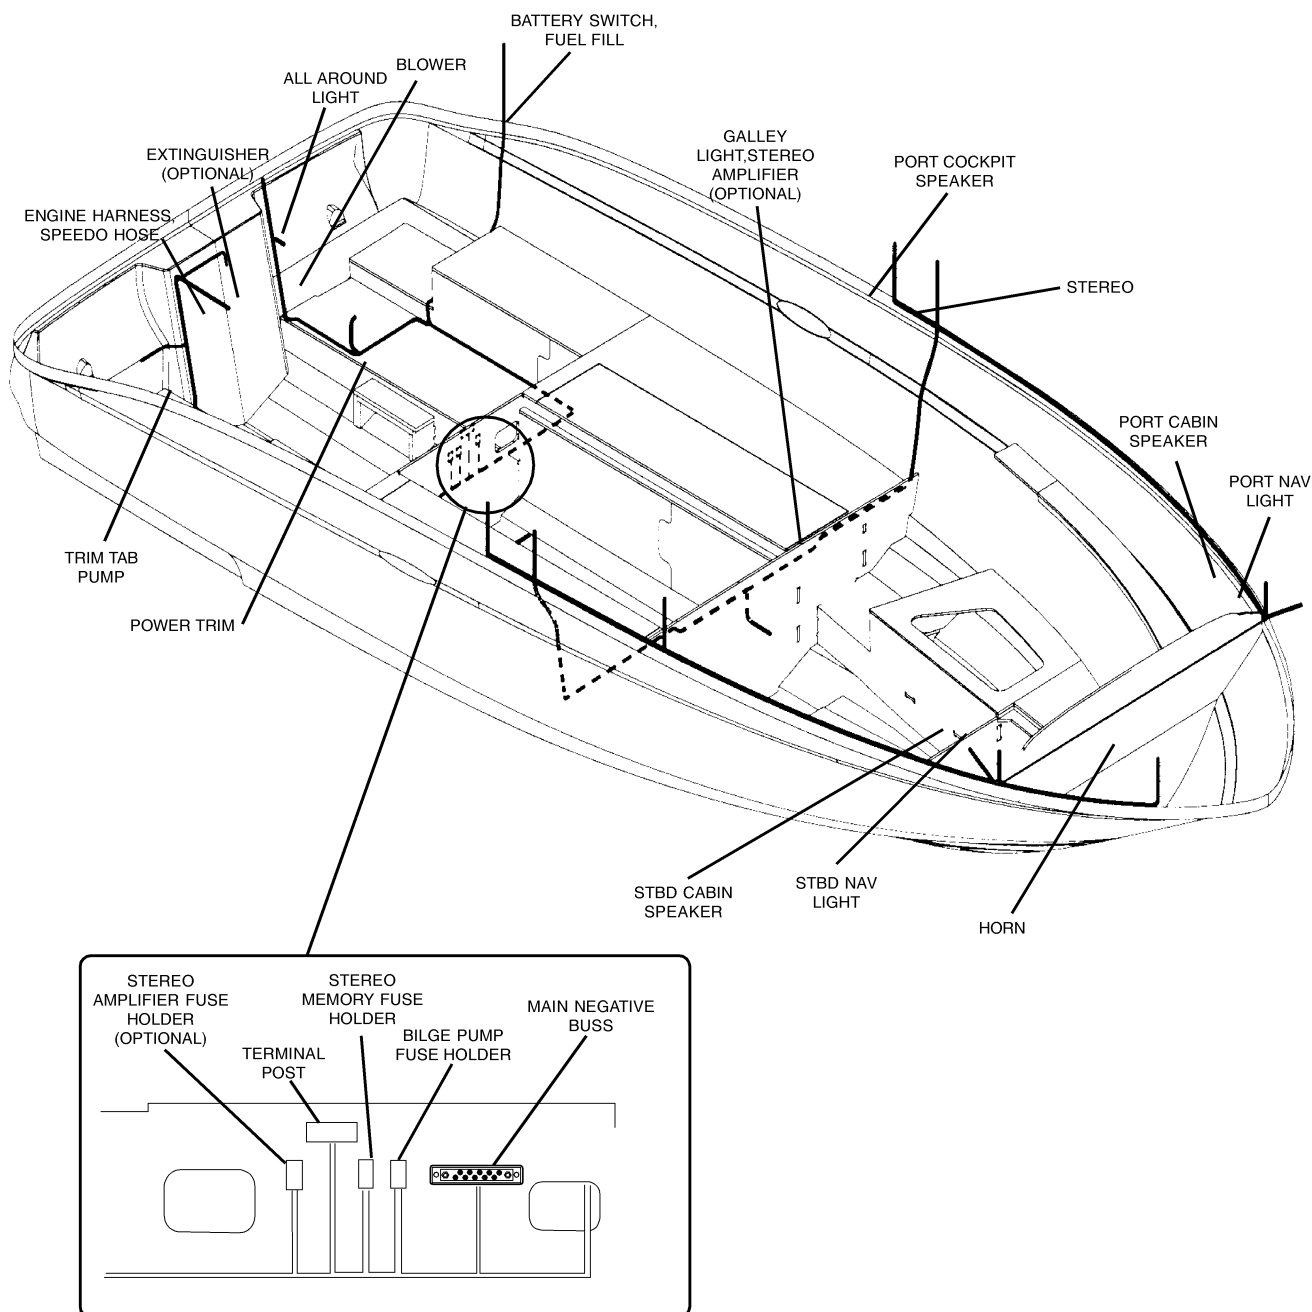 BATTERY SWITCH,
FUEL FILL
BLOWER
ALL AROUND
LIGHT
EXTINGUISHER
(OPTIONAL)
ENGINE HARNESS,
SPEEDO HOSE
GALLEY
LIGHT,STEREO
AMPLIFIER
(OPTIONAL)
PORT COCKPIT
SPEAKER
STEREO
PORT CABIN
SPEAKER
PORT NAV
LIGHT
TRIM TAB
PUMP
POWER TRIM
STBD CABIN
SPEAKER
STBD NAV
LIGHT
HORN
STEREO
AMPLIFIER FUSE
HOLDER
(OPTIONAL)
TERMINAL
POST
STEREO
MEMORY FUSE
HOLDER
BILGE PUMP
FUSE HOLDER
MAIN NEGATIVE
BUSS